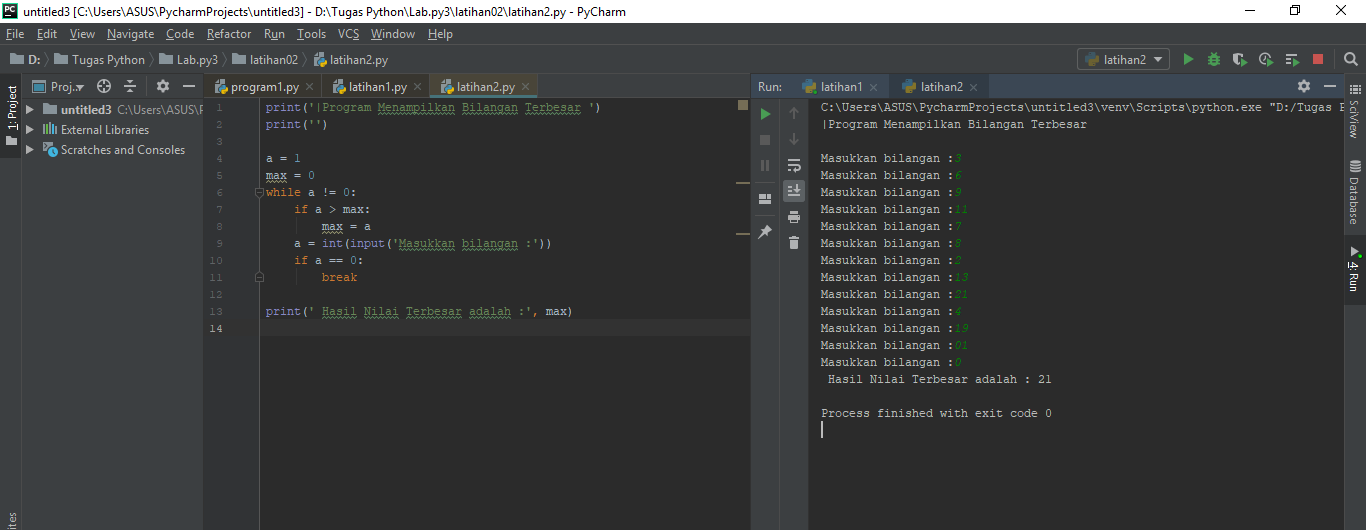 untitled3 [C:\Users\ASUS\PycharmProjects\untitled3] - D:\Tugas Python\Lab.py3\latihan02\latihan2.py - PyCharm
File Edit View Navigate Code Refactor Run Tools VCS Window Help
D: Tugas Python Lab.py3 latihan02 latihan2.py
latihan2
1: Project
Proj..
untitled3 C:\Users\ASUS\F
External Libraries
Scratches and Consoles
program1.py latihan1.py latihan2.py
1 print('|Program Menampilkan Bilangan Terbesar ')
2 print('')
3
4 a = 1
5 max = 0
6 while a != 0:
7 if a > max:
8 max = a
9 a = int(input('Masukkan bilangan :'))
10 if a == 0:
11 break
12
13 print(' Hasil Nilai Terbesar adalah :', max)
14
Run: latihan1 latihan2
C:\Users\ASUS\PycharmProjects\untitled3\venv\Scripts\python.exe "D:/Tugas P
|Program Menampilkan Bilangan Terbesar
Masukkan bilangan :3
Masukkan bilangan :6
Masukkan bilangan :9
Masukkan bilangan :11
Masukkan bilangan :7
Masukkan bilangan :8
Masukkan bilangan :2
Masukkan bilangan :13
Masukkan bilangan :21
Masukkan bilangan :4
Masukkan bilangan :19
Masukkan bilangan :01
Masukkan bilangan :0
Hasil Nilai Terbesar adalah : 21
Process finished with exit code 0
SciView
Database
4: Run
ites